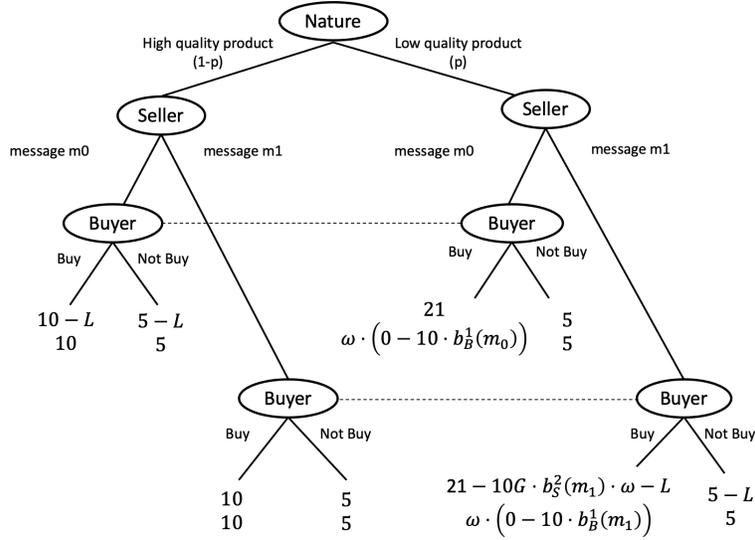 Nature
High quality product
(1-p)
Low quality product
(p)
Seller
Seller
message m0
message m1
message m0
message m1
Buyer
Buyer
Buy
Not Buy
Buy
Not Buy
10 − L
10
5 − L
5
21
ω · (0 − 10 · b_B^1(m_0))
5
5
Buyer
Buyer
Buy
Not Buy
Buy
Not Buy
10
10
5
5
21 − 10G · b_S^2(m_1) · ω − L
ω · (0 − 10 · b_B^1(m_1))
5 − L
5